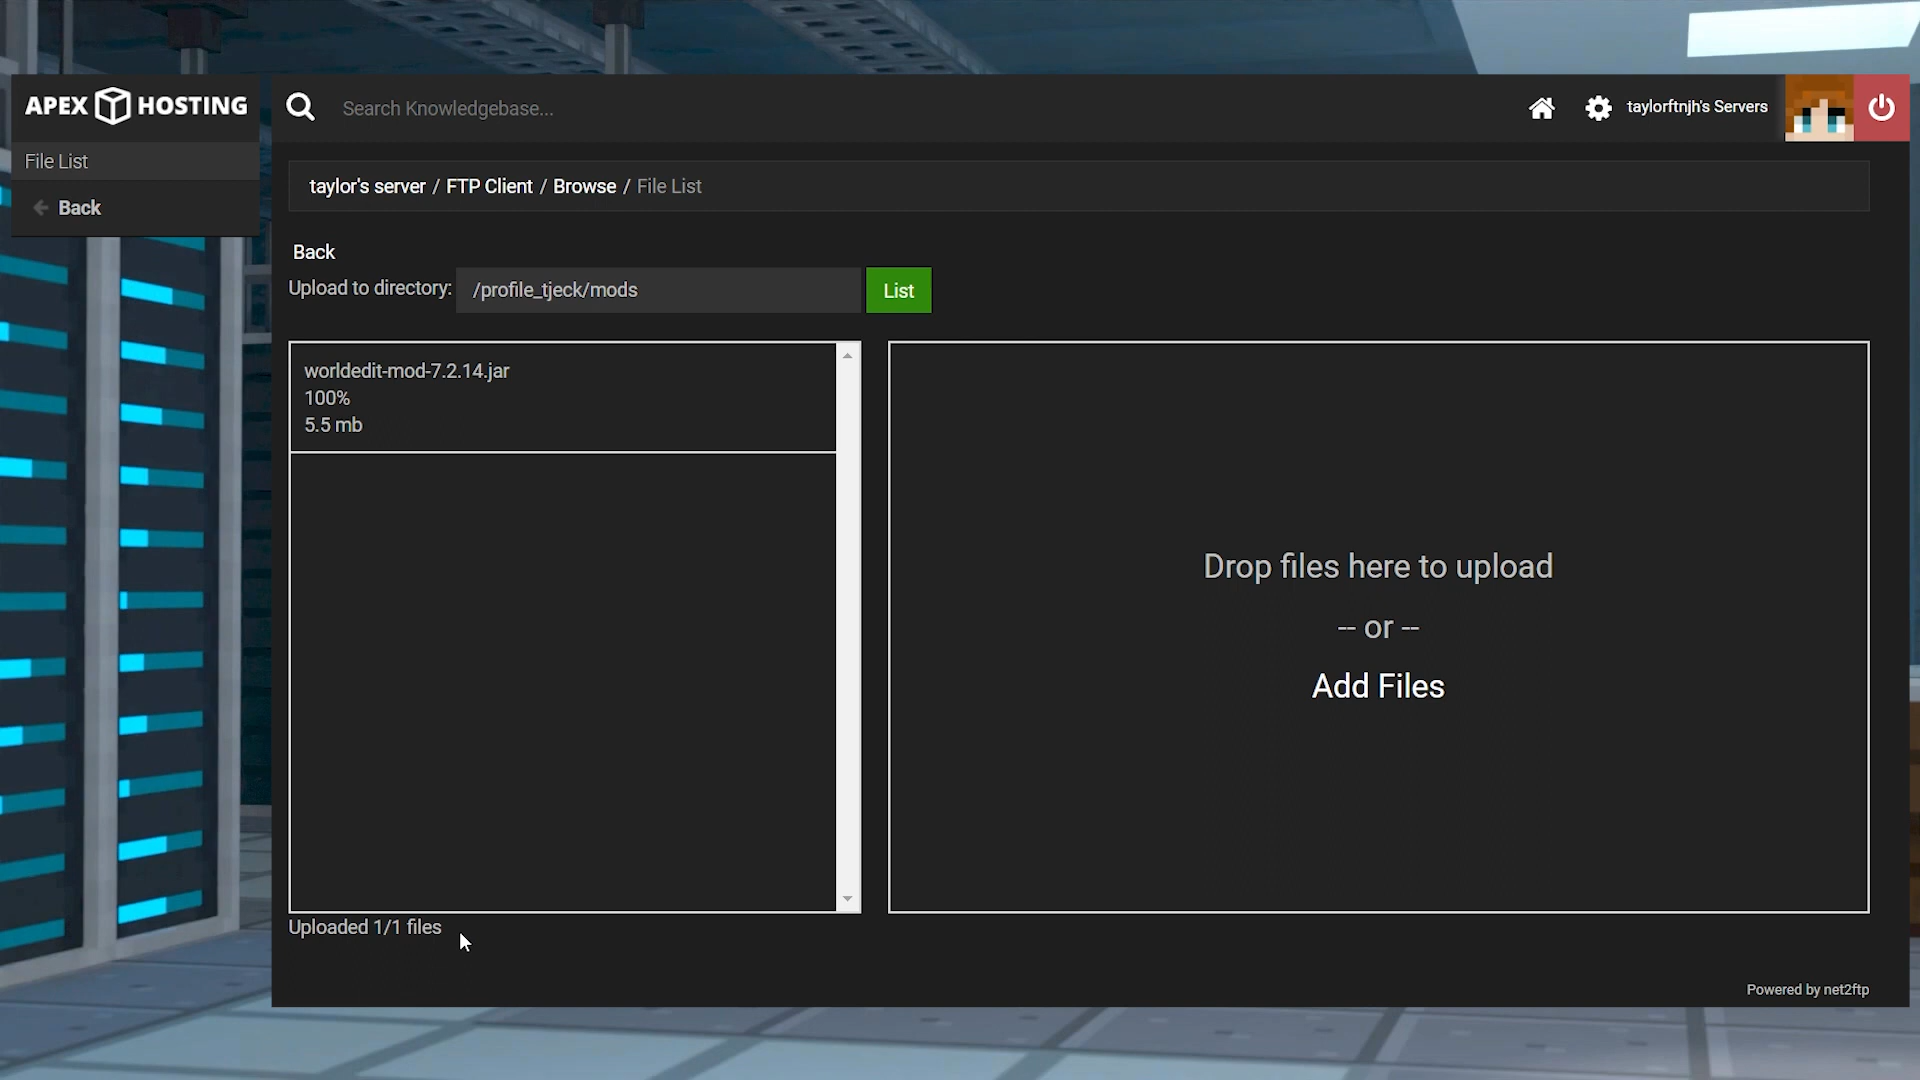 APEX HOSTING
Search Knowledgebase...
taylorftnjh's Servers
File List
Back
taylor's server / FTP Client / Browse / File List
Back
Upload to directory: /profile_tjeck/mods List
worldedit-mod-7.2.14.jar
100%
5.5 mb
Drop files here to upload
-- or --
Add Files
Uploaded 1/1 files
Powered by net2ftp